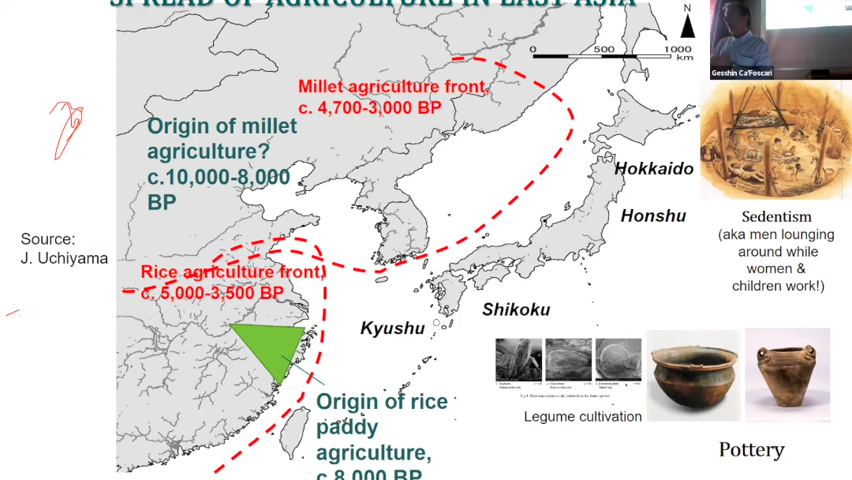 SPREAD OF AGRICULTURE IN EAST ASIA
N
0 500 1000
km
Gesshin Ca'Foscari
Millet agriculture front,
c. 4,700-3,000 BP
Origin of millet
agriculture?
c.10,000-8,000
BP
Hokkaido
Honshu
Sedentism
(aka men lounging
around while
women &
children work!)
Source:
J. Uchiyama
Rice agriculture front,
c. 5,000-3,500 BP
Shikoku
Kyushu
Legume cultivation
Origin of rice
paddy
agriculture,
c.8,000 BP
Pottery